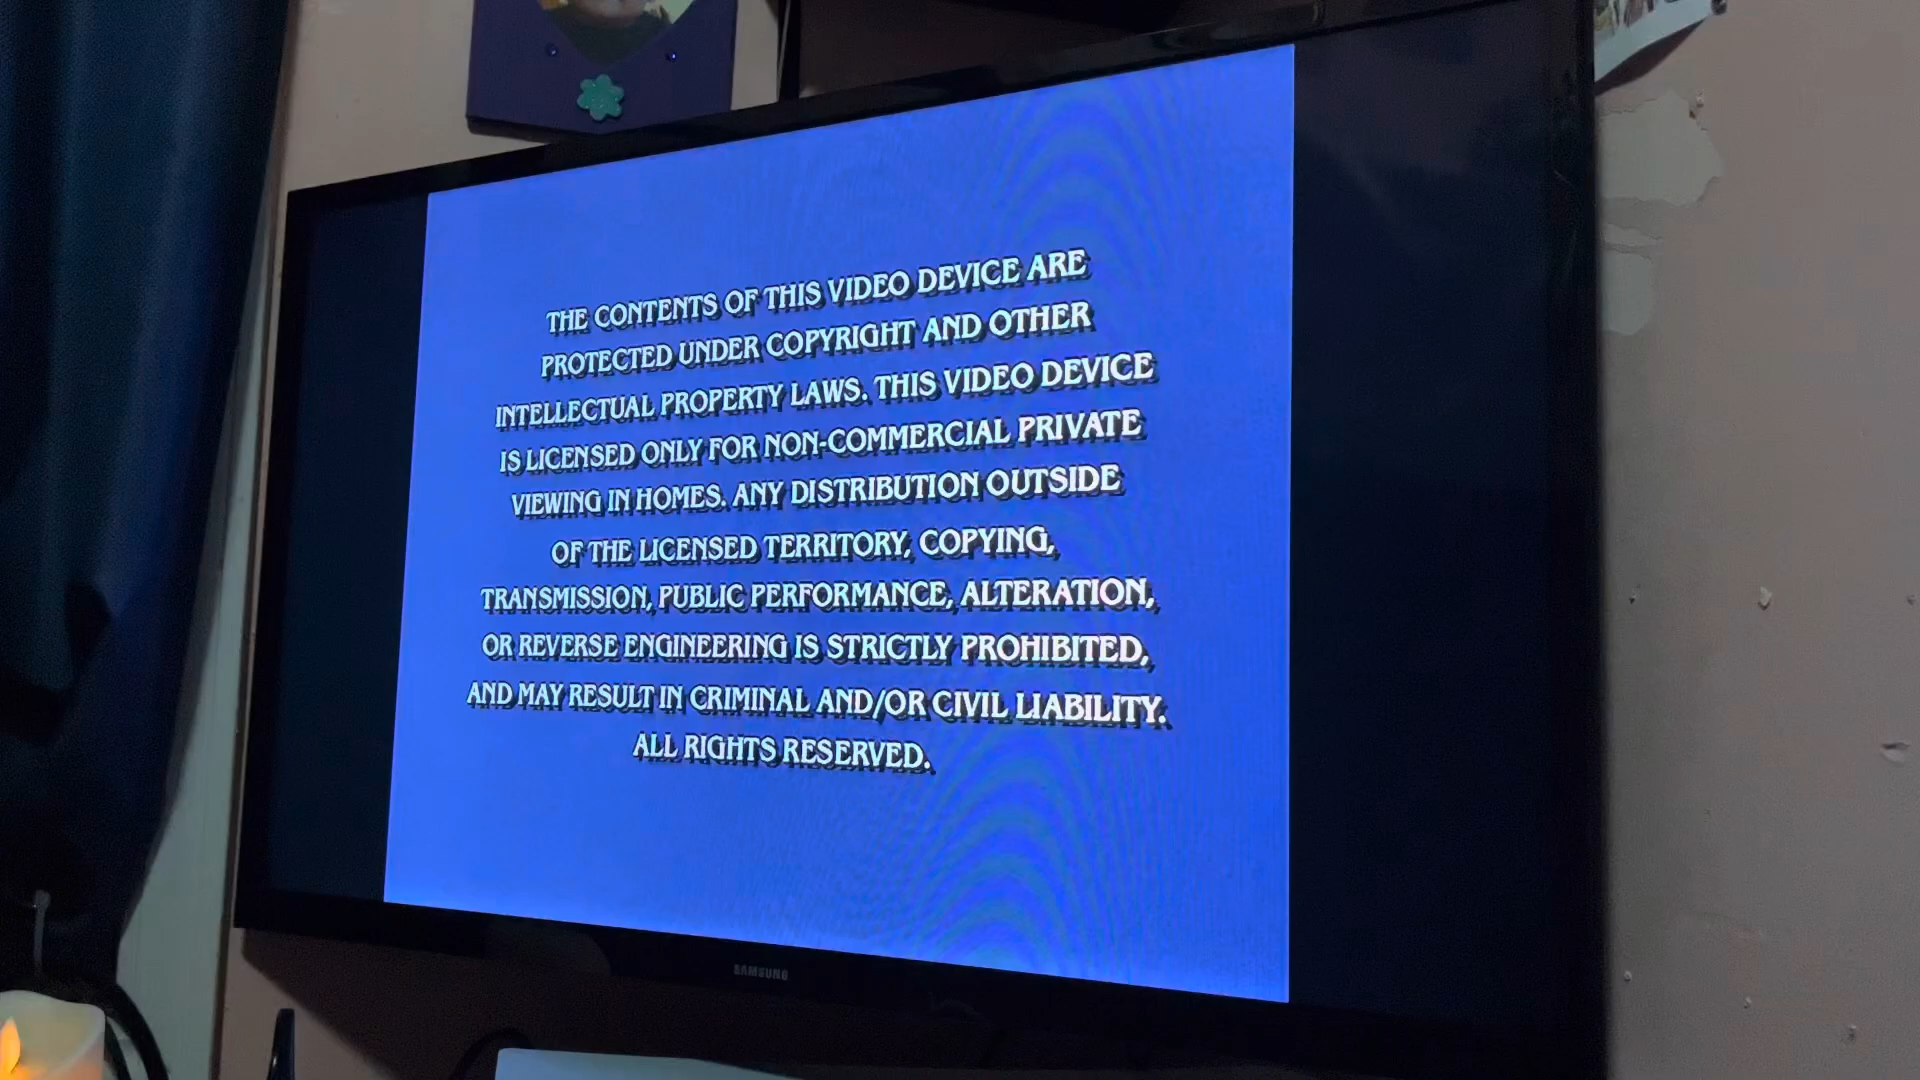 THE CONTENTS OF THIS VIDEO DEVICE ARE
PROTECTED UNDER COPYRIGHT AND OTHER
INTELLECTUAL PROPERTY LAWS. THIS VIDEO DEVICE
IS LICENSED ONLY FOR NON-COMMERCIAL PRIVATE
VIEWING IN HOMES. ANY DISTRIBUTION OUTSIDE
OF THE LICENSED TERRITORY, COPYING,
TRANSMISSION, PUBLIC PERFORMANCE, ALTERATION,
OR REVERSE ENGINEERING IS STRICTLY PROHIBITED,
AND MAY RESULT IN CRIMINAL AND/OR CIVIL LIABILITY.
ALL RIGHTS RESERVED.
SAMSUNG